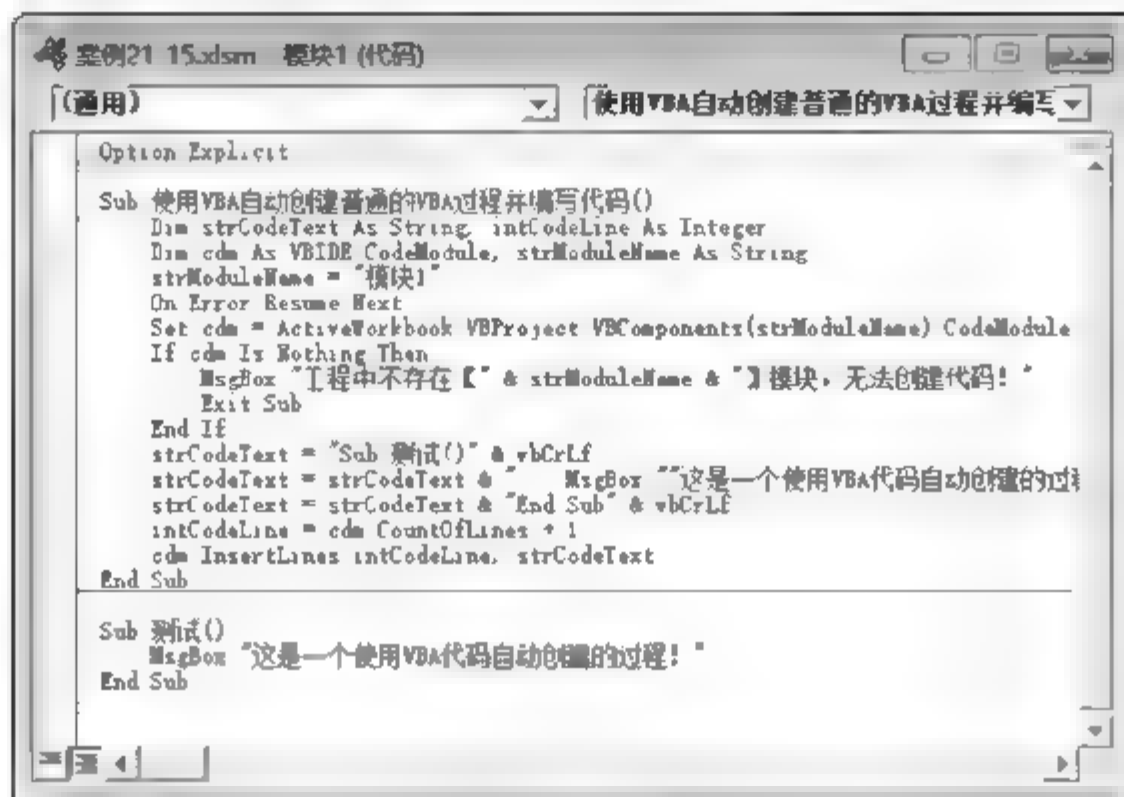 案例21 15.xlsm 模块1 (代码)
(通用)
使用VBA自动创建普通的VBA过程并编写
Option Explicit
Sub 使用VBA自动创建普通的VBA过程并编写代码()
Dim strCodeText As String, intCodeLine As Integer
Dim cdm As VBIDE CodeModule, strModuleName As String
strModuleName = "模块1"
On Error Resume Next
Set cdm = ActiveWorkbook VBProject VBComponents(strModuleName) CodeModule
If cdm Is Nothing Then
MsgBox "工程中不存在【" & strModuleName & "】模块，无法创建代码！"
Exit Sub
End If
strCodeText = "Sub 测试()" & vbCrLf
strCodeText = strCodeText & "    MsgBox ""这是一个使用VBA代码自动创建的过程
strCodeText = strCodeText & "End Sub" & vbCrLf
intCodeLine = cdm CountOfLines + 1
cdm InsertLines intCodeLine, strCodeText
End Sub
Sub 测试()
MsgBox "这是一个使用VBA代码自动创建的过程！"
End Sub